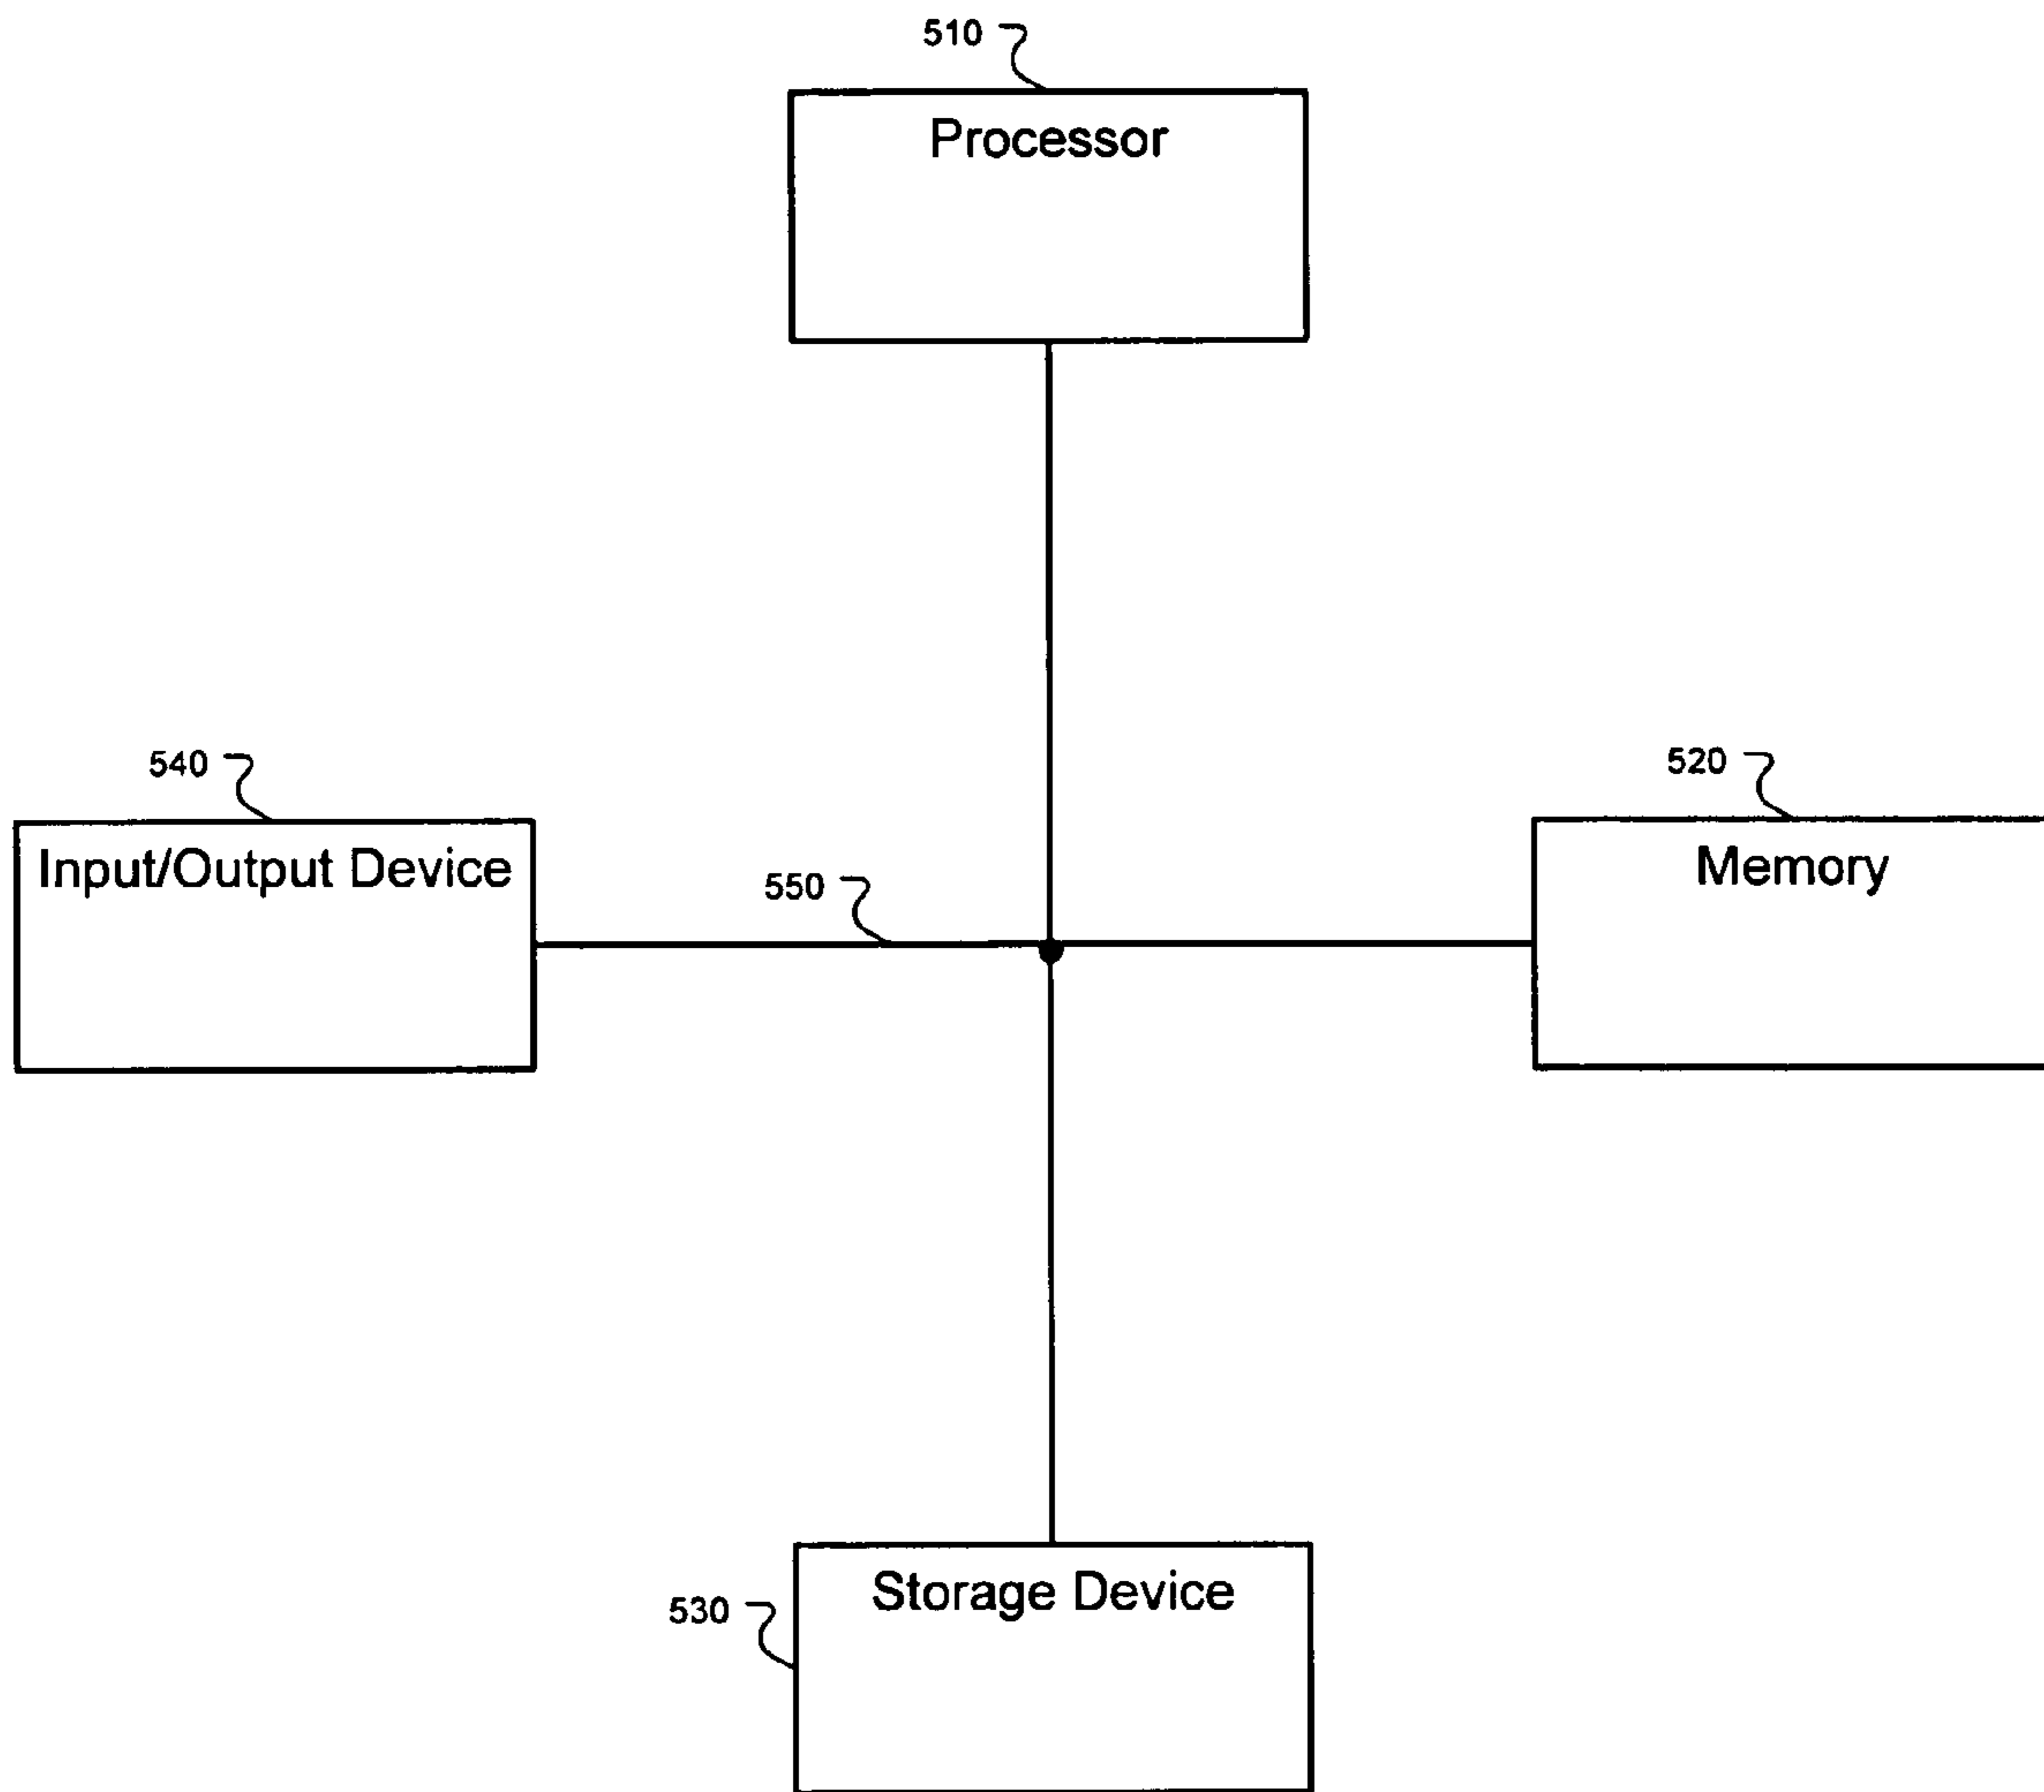 510
Processor
540
520
Input/Output Device
550
Memory
Storage Device
530